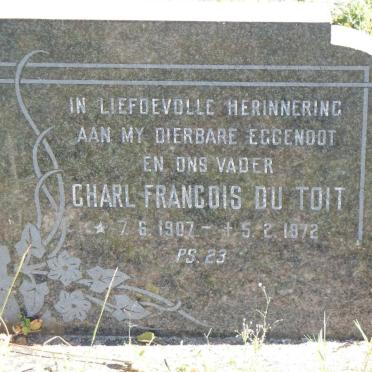 IN LIEFDEVOLLE HERINNERING
AAN MY DIERBARE EGGENOOT
EN ONS VADER
CHARL FRANCOIS DU TOIT
★ 7. 6. 1907 – ✝ 5. 2. 1972
PS. 23